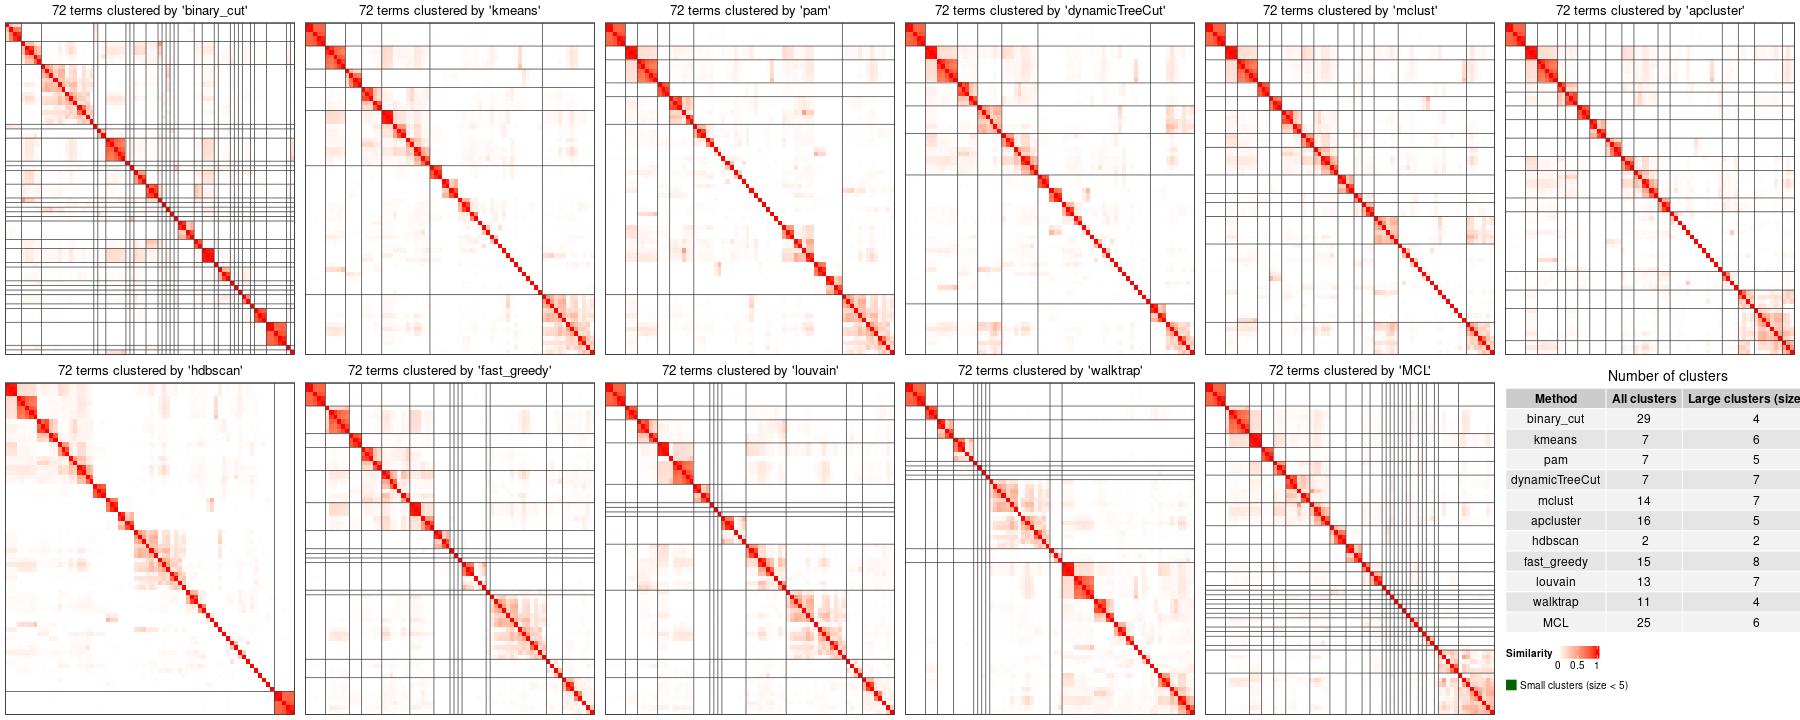 72 terms clustered by 'binary_cut'
72 terms clustered by 'kmeans'
72 terms clustered by 'pam'
72 terms clustered by 'dynamicTreeCut'
72 terms clustered by 'mclust'
72 terms clustered by 'apcluster'
72 terms clustered by 'hdbscan'
72 terms clustered by 'fast_greedy'
72 terms clustered by 'louvain'
72 terms clustered by 'walktrap'
72 terms clustered by 'MCL'
Number of clusters
Method All clusters Large clusters (size
binary_cut 29 4
kmeans 7 6
pam 7 5
dynamicTreeCut 7 7
mclust 14 7
apcluster 16 5
hdbscan 2 2
fast_greedy 15 8
louvain 13 7
walktrap 11 4
MCL 25 6
Similarity
0 0.5 1
Small clusters (size < 5)